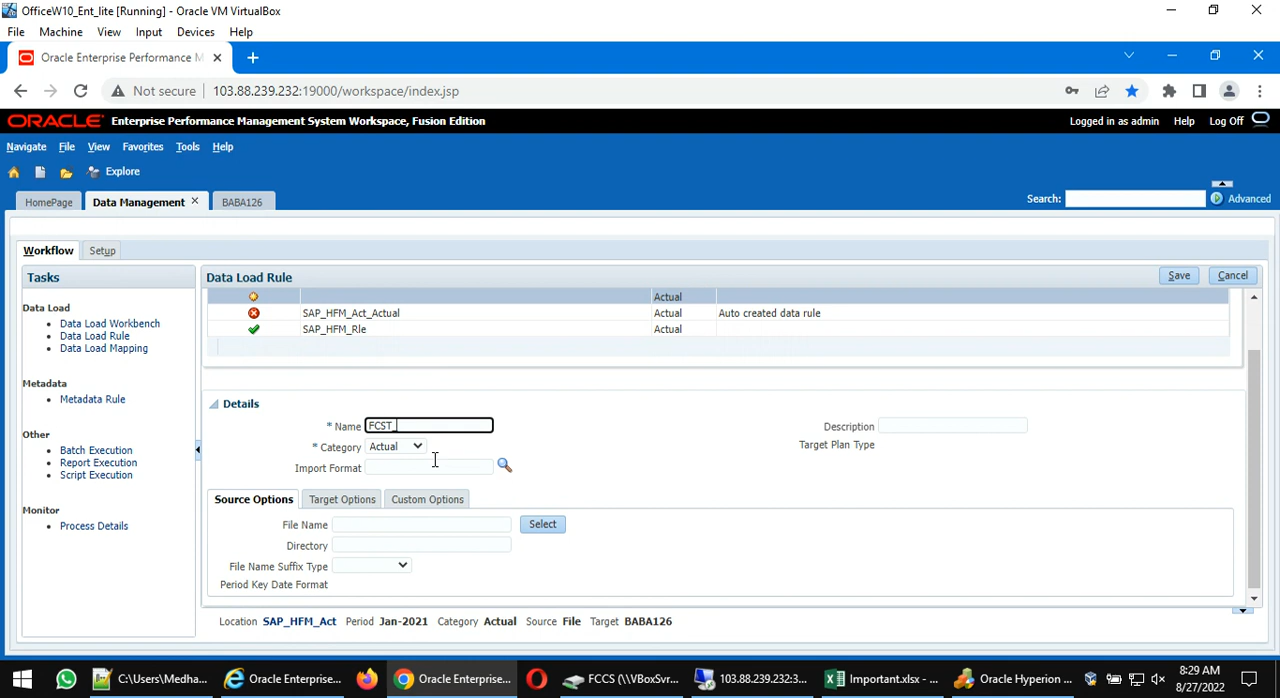 OfficeW10_Ent_lite [Running] - Oracle VM VirtualBox
File Machine View Input Devices Help
Oracle Enterprise Performance M
Not secure 103.88.239.232:19000/workspace/index.jsp
ORACLE Enterprise Performance Management System Workspace, Fusion Edition
Logged in as admin Help Log Off
Navigate File View Favorites Tools Help
Explore
HomePage Data Management BABA126
Search: Advanced
Workflow Setup
Tasks
Data Load
Data Load Workbench
Data Load Rule
Data Load Mapping
Metadata
Metadata Rule
Other
Batch Execution
Report Execution
Script Execution
Monitor
Process Details
Data Load Rule Save Cancel
Actual
SAP_HFM_Act_Actual Actual Auto created data rule
SAP_HFM_Rle Actual
Details
* Name FCST_ Description
* Category Actual Target Plan Type
Import Format
Source Options Target Options Custom Options
File Name Select
Directory
File Name Suffix Type
Period Key Date Format
Location SAP_HFM_Act Period Jan-2021 Category Actual Source File Target BABA126
C:\Users\Medha... Oracle Enterprise... Oracle Enterprise... FCCS (\\VBoxSvr... 103.88.239.232:3... Important.xlsx - ... Oracle Hyperion ...
8:29 AM
8/27/2022